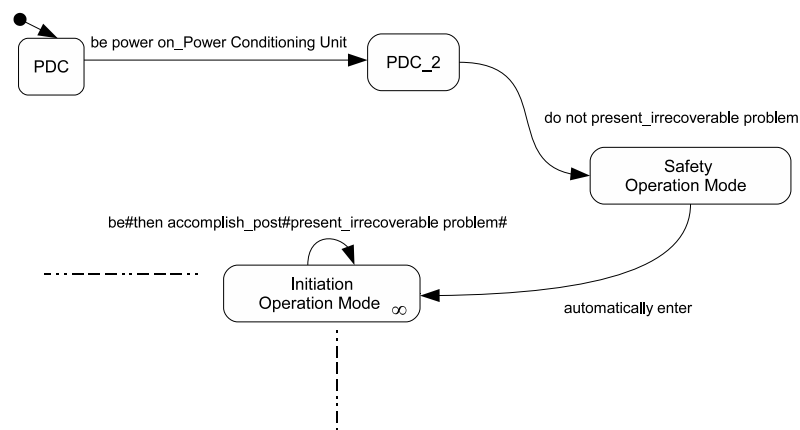 be power on_Power Conditioning Unit
PDC
PDC_2
do not present_irrecoverable problem
Safety
Operation Mode
be#then accomplish_post#present_irrecoverable problem#
Initiation
Operation Mode ∞
automatically enter